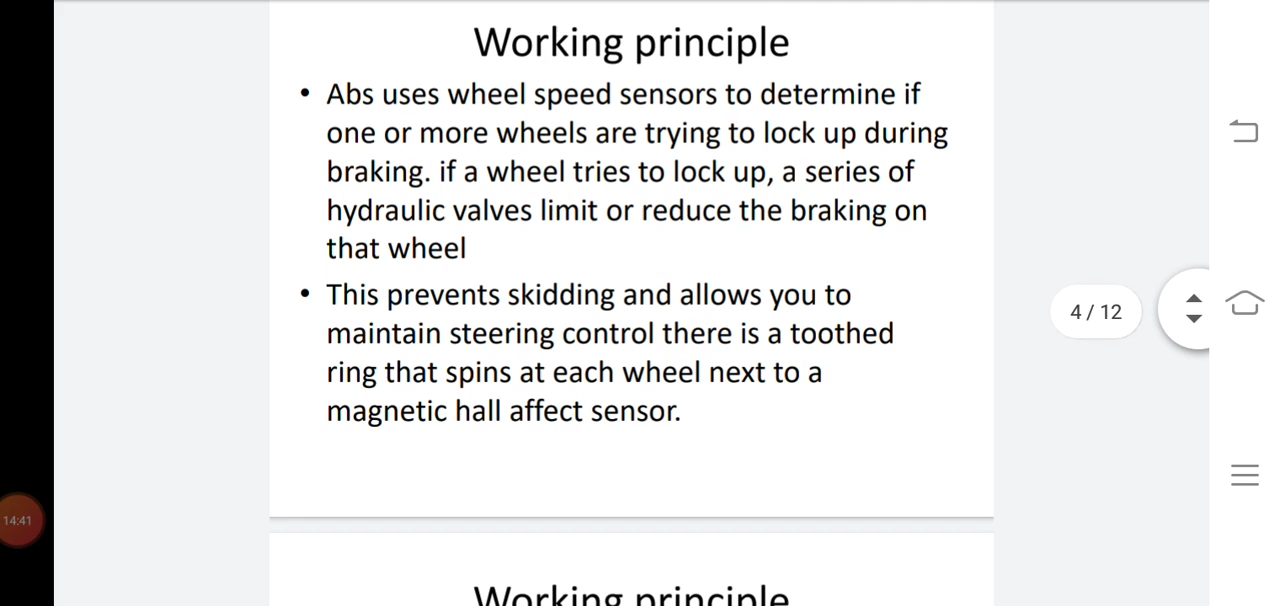 Working principle
• Abs uses wheel speed sensors to determine if
one or more wheels are trying to lock up during
braking. if a wheel tries to lock up, a series of
hydraulic valves limit or reduce the braking on
that wheel
• This prevents skidding and allows you to
maintain steering control there is a toothed
ring that spins at each wheel next to a
magnetic hall affect sensor.
4 / 12
14:41
Working principle